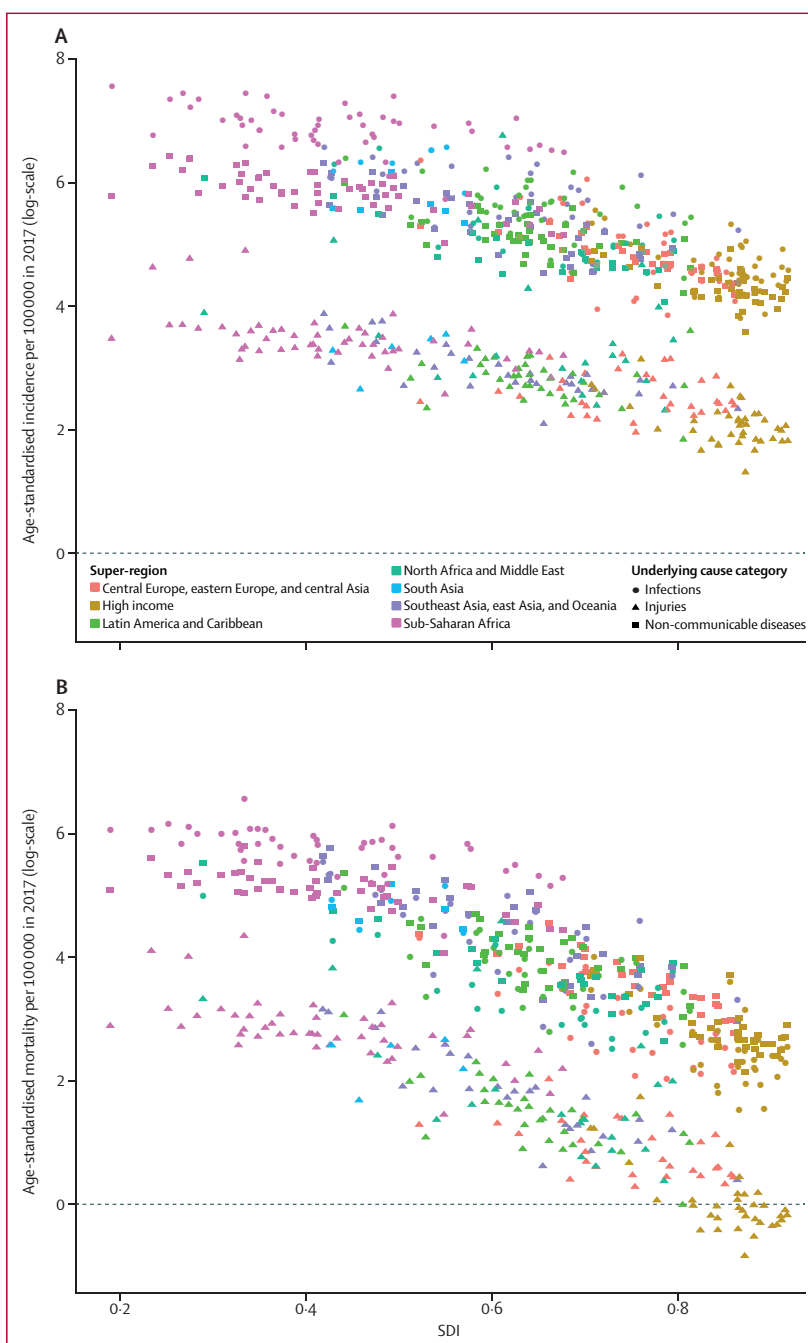 A
8
6
4
2
0
Age-standardised incidence per 100 000 in 2017 (log-scale)
Super-region
Central Europe, eastern Europe, and central Asia
High income
Latin America and Caribbean
North Africa and Middle East
South Asia
Southeast Asia, east Asia, and Oceania
Sub-Saharan Africa
Underlying cause category
Infections
Injuries
Non-communicable diseases
B
8
6
4
2
0
Age-standardised mortality per 100 000 in 2017 (log-scale)
0·2 0·4 0·6 0·8
SDI